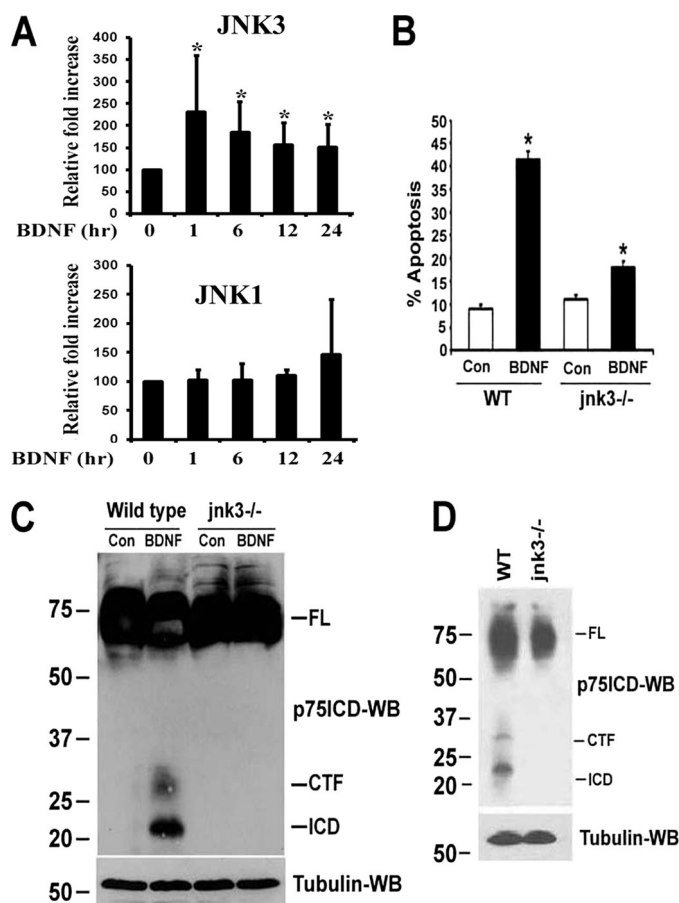 A
JNK3
Relative fold increase
400
350
300
250
200
150
100
50
0
BDNF (hr) 0 1 6 12 24
* * * *
JNK1
Relative fold increase
300
250
200
150
100
50
0
BDNF (hr) 0 1 6 12 24
B
% Apoptosis
50
45
40
35
30
25
20
15
10
5
0
* *
Con BDNF Con BDNF
WT jnk3-/-
C
Wild type jnk3-/-
Con BDNF Con BDNF
75
50
37
25
20
50
FL
p75ICD-WB
CTF
ICD
Tubulin-WB
D
WT jnk3-/-
75
50
37
25
20
50
FL
p75ICD-WB
CTF
ICD
Tubulin-WB